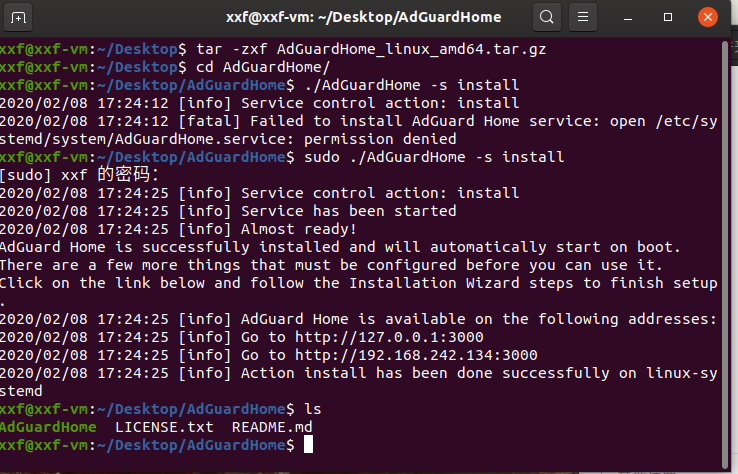 xxf@xxf-vm: ~/Desktop/AdGuardHome
xxf@xxf-vm:~/Desktop$ tar -zxf AdGuardHome_linux_amd64.tar.gz
xxf@xxf-vm:~/Desktop$ cd AdGuardHome/
xxf@xxf-vm:~/Desktop/AdGuardHome$ ./AdGuardHome -s install
2020/02/08 17:24:12 [info] Service control action: install
2020/02/08 17:24:12 [fatal] Failed to install AdGuard Home service: open /etc/sy
stemd/system/AdGuardHome.service: permission denied
xxf@xxf-vm:~/Desktop/AdGuardHome$ sudo ./AdGuardHome -s install
[sudo] xxf 的密码：
2020/02/08 17:24:25 [info] Service control action: install
2020/02/08 17:24:25 [info] Service has been started
2020/02/08 17:24:25 [info] Almost ready!
AdGuard Home is successfully installed and will automatically start on boot.
There are a few more things that must be configured before you can use it.
Click on the link below and follow the Installation Wizard steps to finish setup
.
2020/02/08 17:24:25 [info] AdGuard Home is available on the following addresses:
2020/02/08 17:24:25 [info] Go to http://127.0.0.1:3000
2020/02/08 17:24:25 [info] Go to http://192.168.242.134:3000
2020/02/08 17:24:25 [info] Action install has been done successfully on linux-sy
stemd
xxf@xxf-vm:~/Desktop/AdGuardHome$ ls
AdGuardHome  LICENSE.txt  README.md
xxf@xxf-vm:~/Desktop/AdGuardHome$